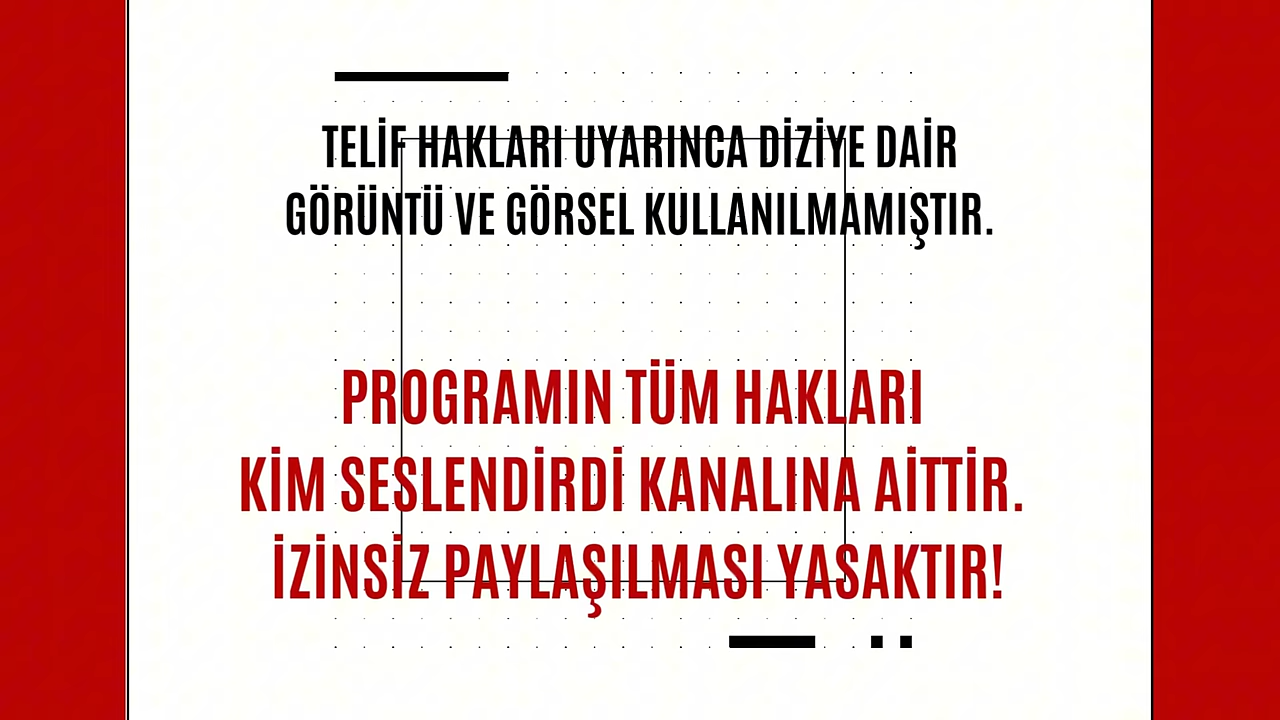 TELİF HAKLARI UYARINCA DİZİYE DAİR
GÖRÜNTÜ VE GÖRSEL KULLANILMAMIŞTIR.
PROGRAMIN TÜM HAKLARI
KİM SESLENDİRDİ KANALINA AİTTİR.
İZİNSİZ PAYLAŞILMASI YASAKTIR!